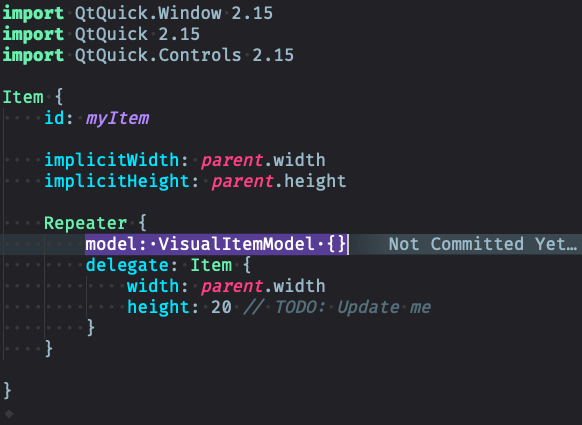 import QtQuick.Window 2.15
import QtQuick 2.15
import QtQuick.Controls 2.15
Item {
id: myItem
implicitWidth: parent.width
implicitHeight: parent.height
Repeater {
model: VisualItemModel {} Not Committed Yet…
delegate: Item {
width: parent.width
height: 20 // TODO: Update me
}
}
}